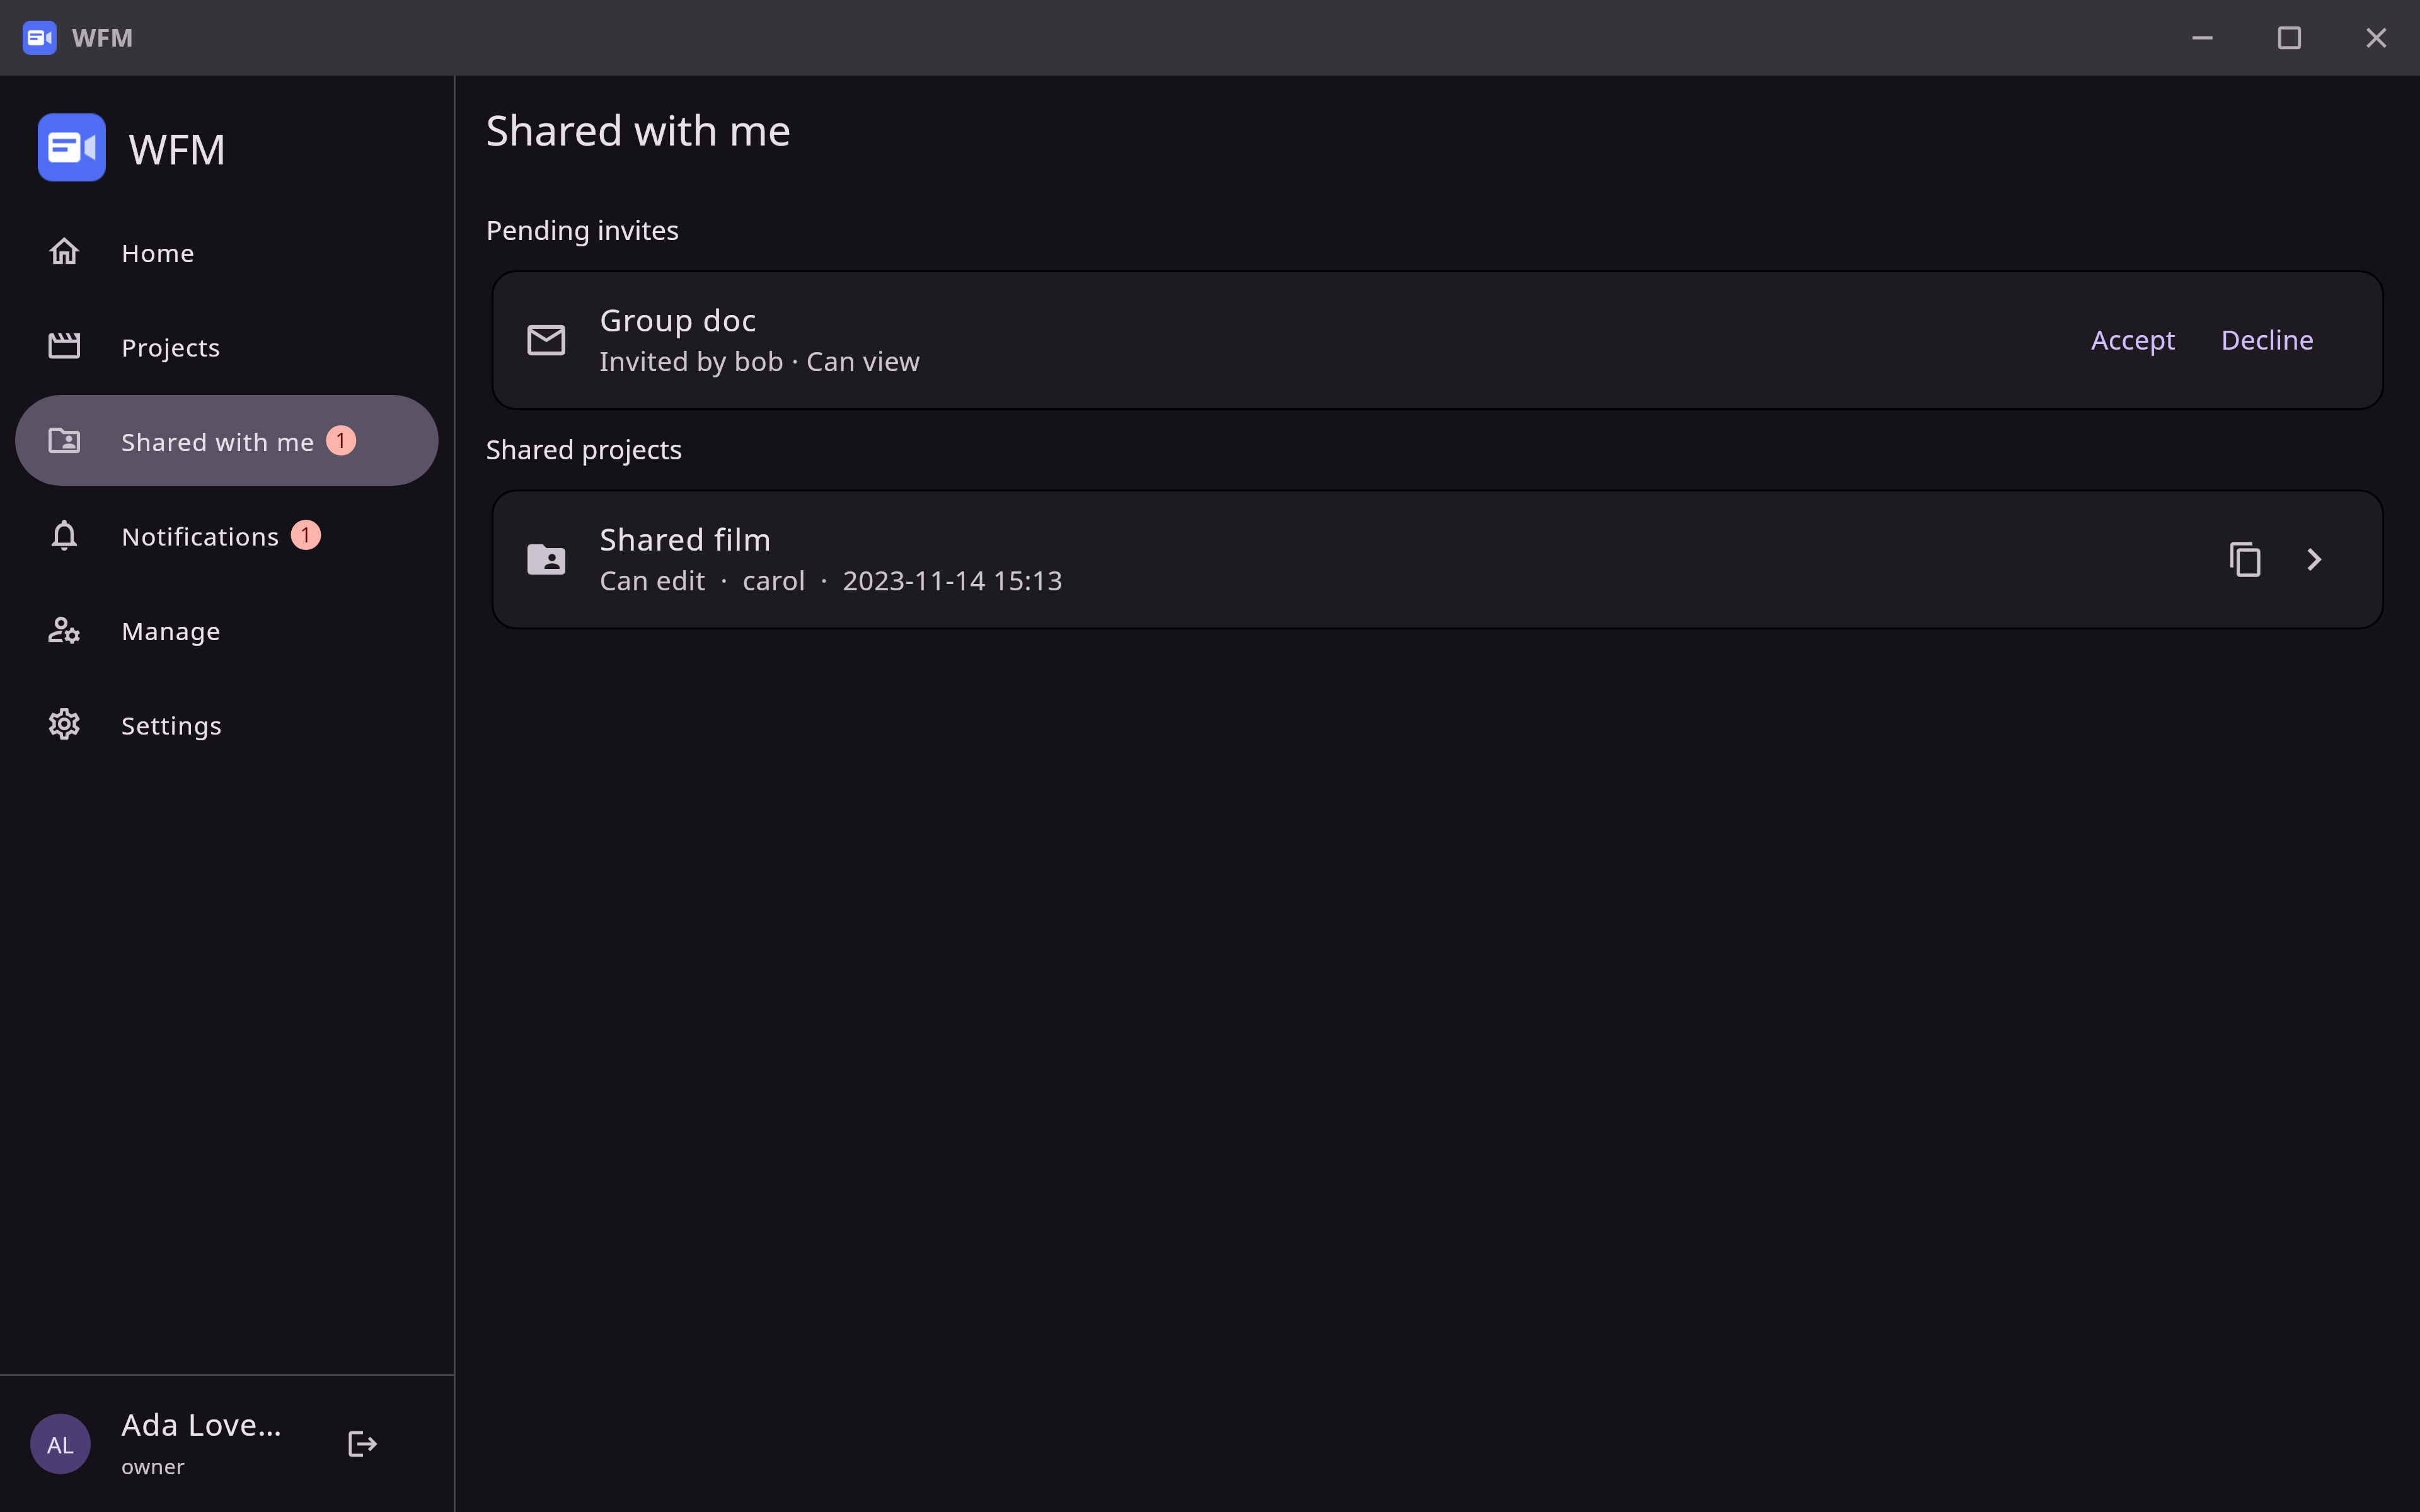 WFM
WFM
Home
Projects
Shared with me 1
Notifications 1
Manage
Settings
Ada Love...
owner
AL
Shared with me
Pending invites
Group doc
Invited by bob · Can view
Accept Decline
Shared projects
Shared film
Can edit · carol · 2023-11-14 15:13